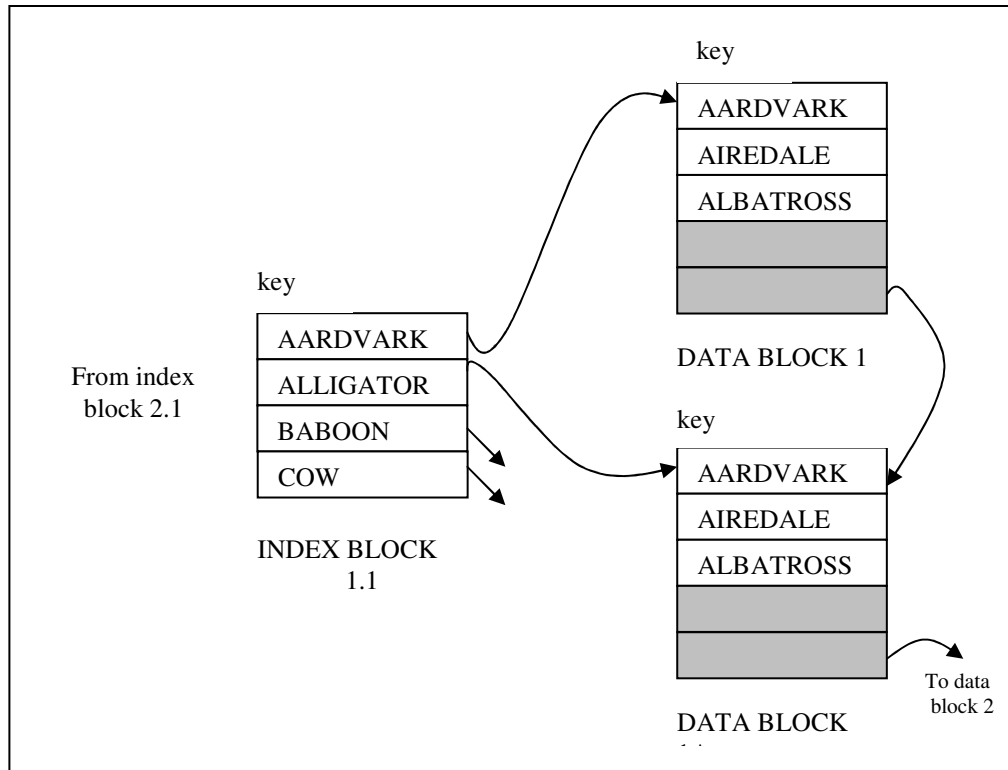 key
AARDVARK
AIREDALE
ALBATROSS
DATA BLOCK 1
key
AARDVARK
ALLIGATOR
BABOON
COW
INDEX BLOCK
1.1
From index
block 2.1
key
AARDVARK
AIREDALE
ALBATROSS
DATA BLOCK
To data
block 2